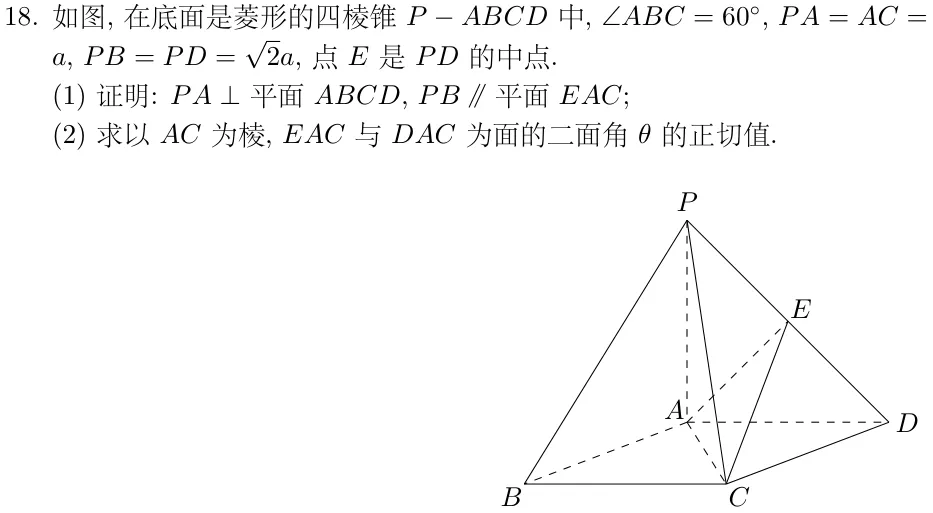 18. 如图, 在底面是菱形的四棱锥 P − ABCD 中, ∠ABC = 60°, PA = AC =
a, PB = PD = √2a, 点 E 是 PD 的中点.
(1) 证明: PA ⊥ 平面 ABCD, PB ∥ 平面 EAC;
(2) 求以 AC 为棱, EAC 与 DAC 为面的二面角 θ 的正切值.
P
E
A
D
B
C